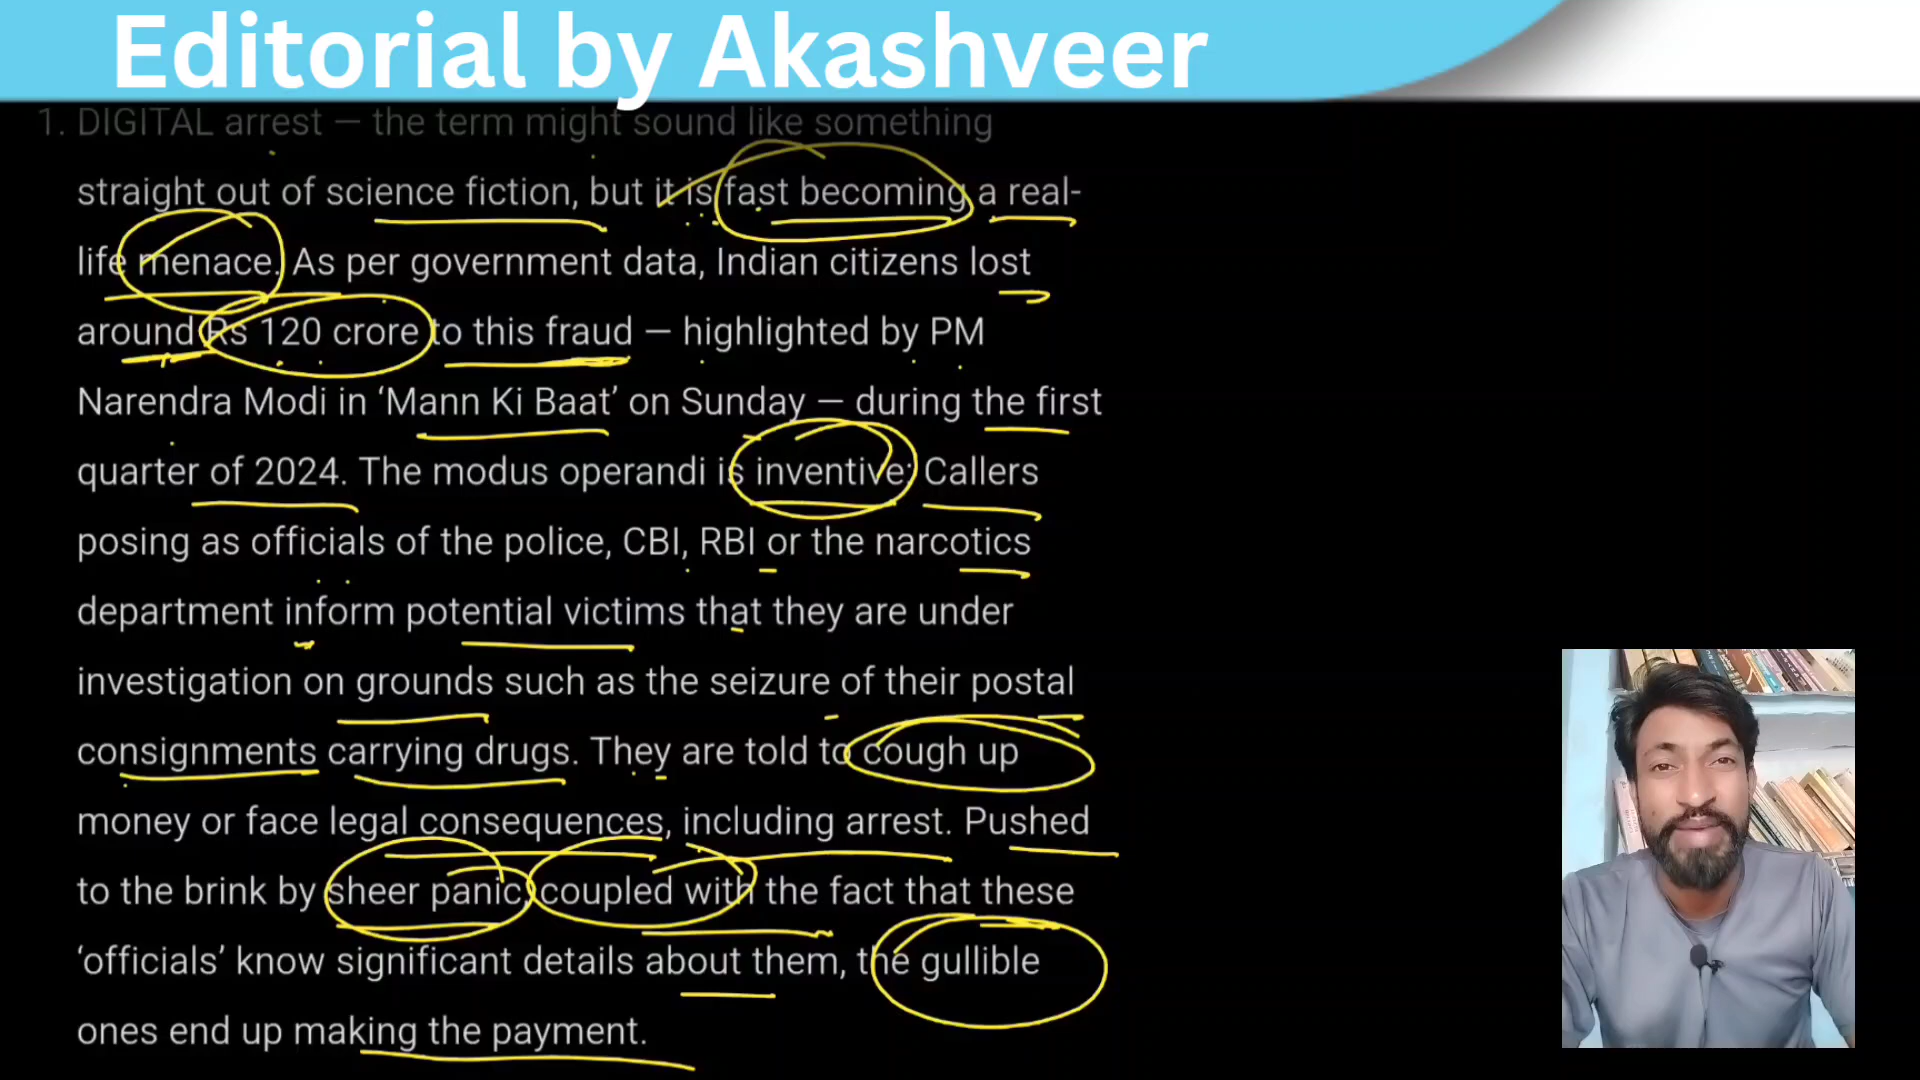 Editorial by Akashveer
1. DIGITAL arrest — the term might sound like something
straight out of science fiction, but it is fast becoming a real-
life menace. As per government data, Indian citizens lost
around Rs 120 crore to this fraud — highlighted by PM
Narendra Modi in ‘Mann Ki Baat’ on Sunday — during the first
quarter of 2024. The modus operandi is inventive: Callers
posing as officials of the police, CBI, RBI or the narcotics
department inform potential victims that they are under
investigation on grounds such as the seizure of their postal
consignments carrying drugs. They are told to cough up
money or face legal consequences, including arrest. Pushed
to the brink by sheer panic, coupled with the fact that these
‘officials’ know significant details about them, the gullible
ones end up making the payment.